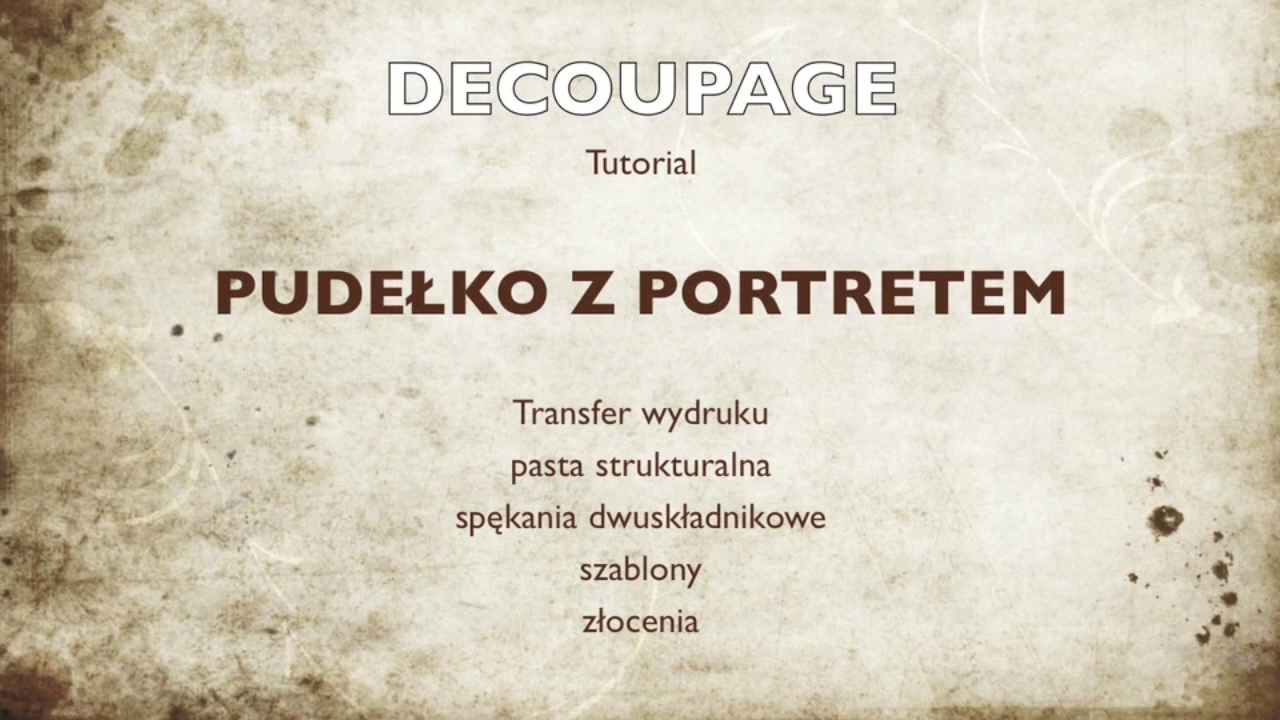 DECOUPAGE
Tutorial
PUDEŁKO Z PORTRETEM
Transfer wydruku
pasta strukturalna
spękania dwuskładnikowe
szablony
złocenia